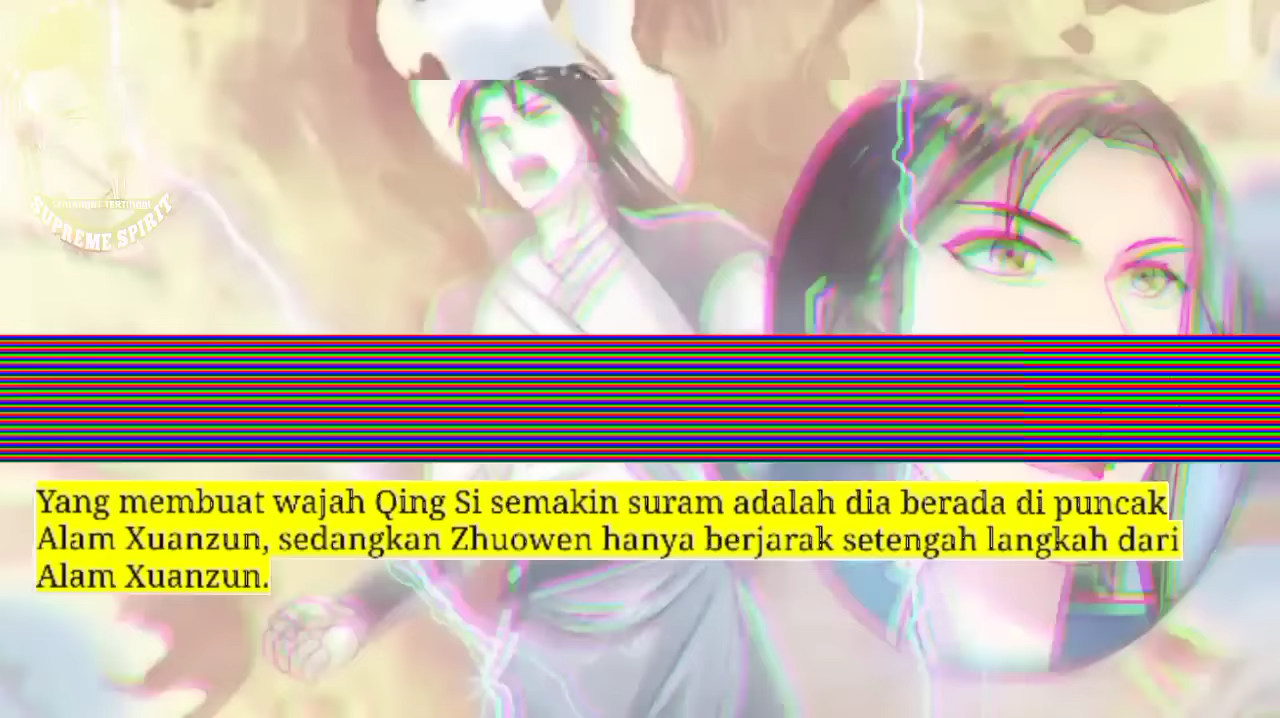 TERTINGGI
SUPREME SPIRIT
Yang membuat wajah Qing Si semakin suram adalah dia berada di puncak
Alam Xuanzun, sedangkan Zhuowen hanya berjarak setengah langkah dari
Alam Xuanzun.